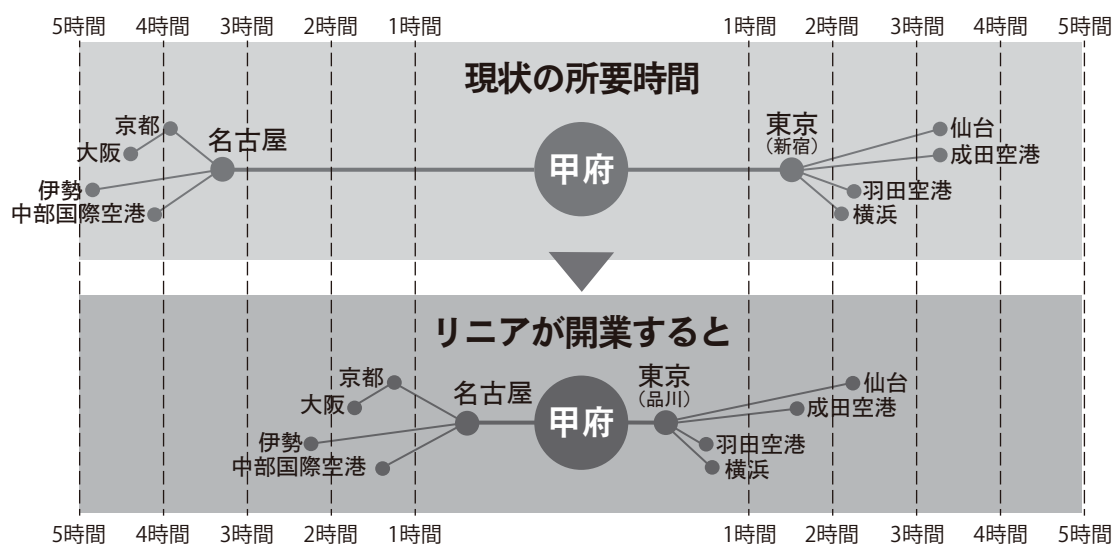 5時間 4時間 3時間 2時間 1時間 1時間 2時間 3時間 4時間 5時間
現状の所要時間
京都
名古屋
大阪
伊勢
中部国際空港
甲府
東京
（新宿）
仙台
成田空港
羽田空港
横浜
リニアが開業すると
京都
名古屋
大阪
伊勢
中部国際空港
甲府
東京
（品川）
仙台
成田空港
羽田空港
横浜
5時間 4時間 3時間 2時間 1時間 1時間 2時間 3時間 4時間 5時間